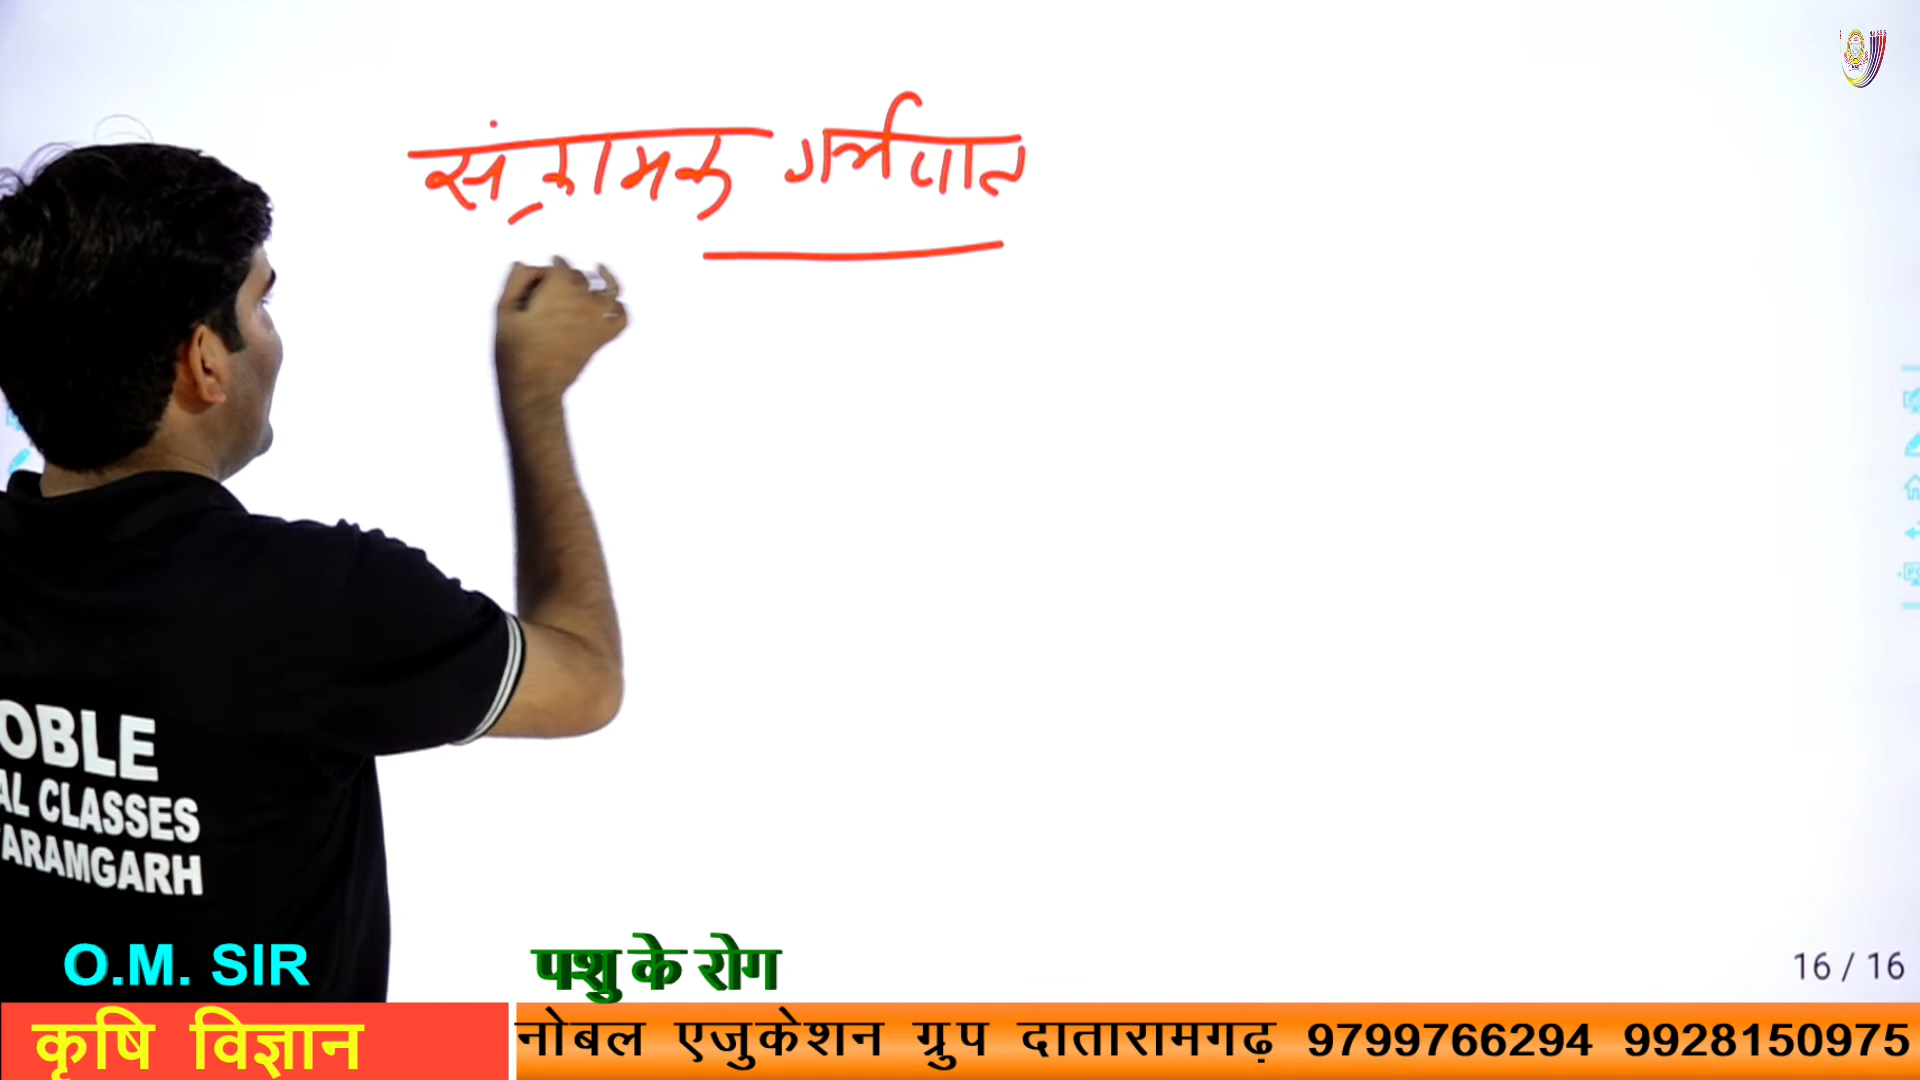 संक्रामक गर्भपात
OBLE
AL CLASSES
ARAMGARH
O.M. SIR
पशु के रोग
16 / 16
कृषि विज्ञान
नोबल एजुकेशन ग्रुप दातारामगढ़ 9799766294 9928150975